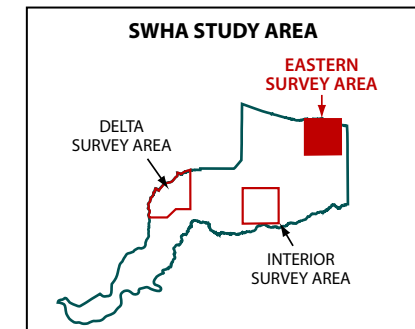 SWHA STUDY AREA
EASTERN
SURVEY AREA
DELTA
SURVEY AREA
INTERIOR
SURVEY AREA